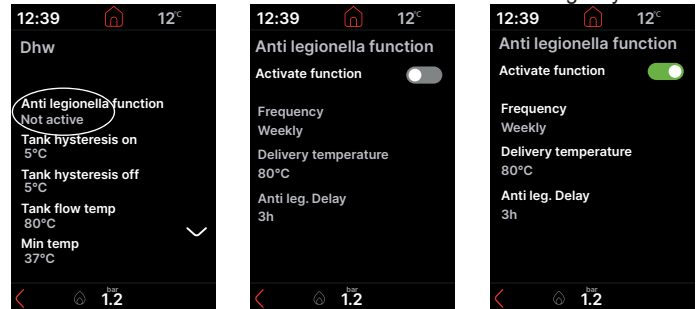 12:39 12°C
Dhw
Anti legionella function
Not active
Tank hysteresis on
5°C
Tank hysteresis off
5°C
Tank flow temp
80°C
Min temp
37°C
bar
1.2
12:39 12°C
Anti legionella function
Activate function
Frequency
Weekly
Delivery temperature
80°C
Anti leg. Delay
3h
bar
1.2
12:39 12°C
Anti legionella function
Activate function
Frequency
Weekly
Delivery temperature
80°C
Anti leg. Delay
3h
bar
1.2